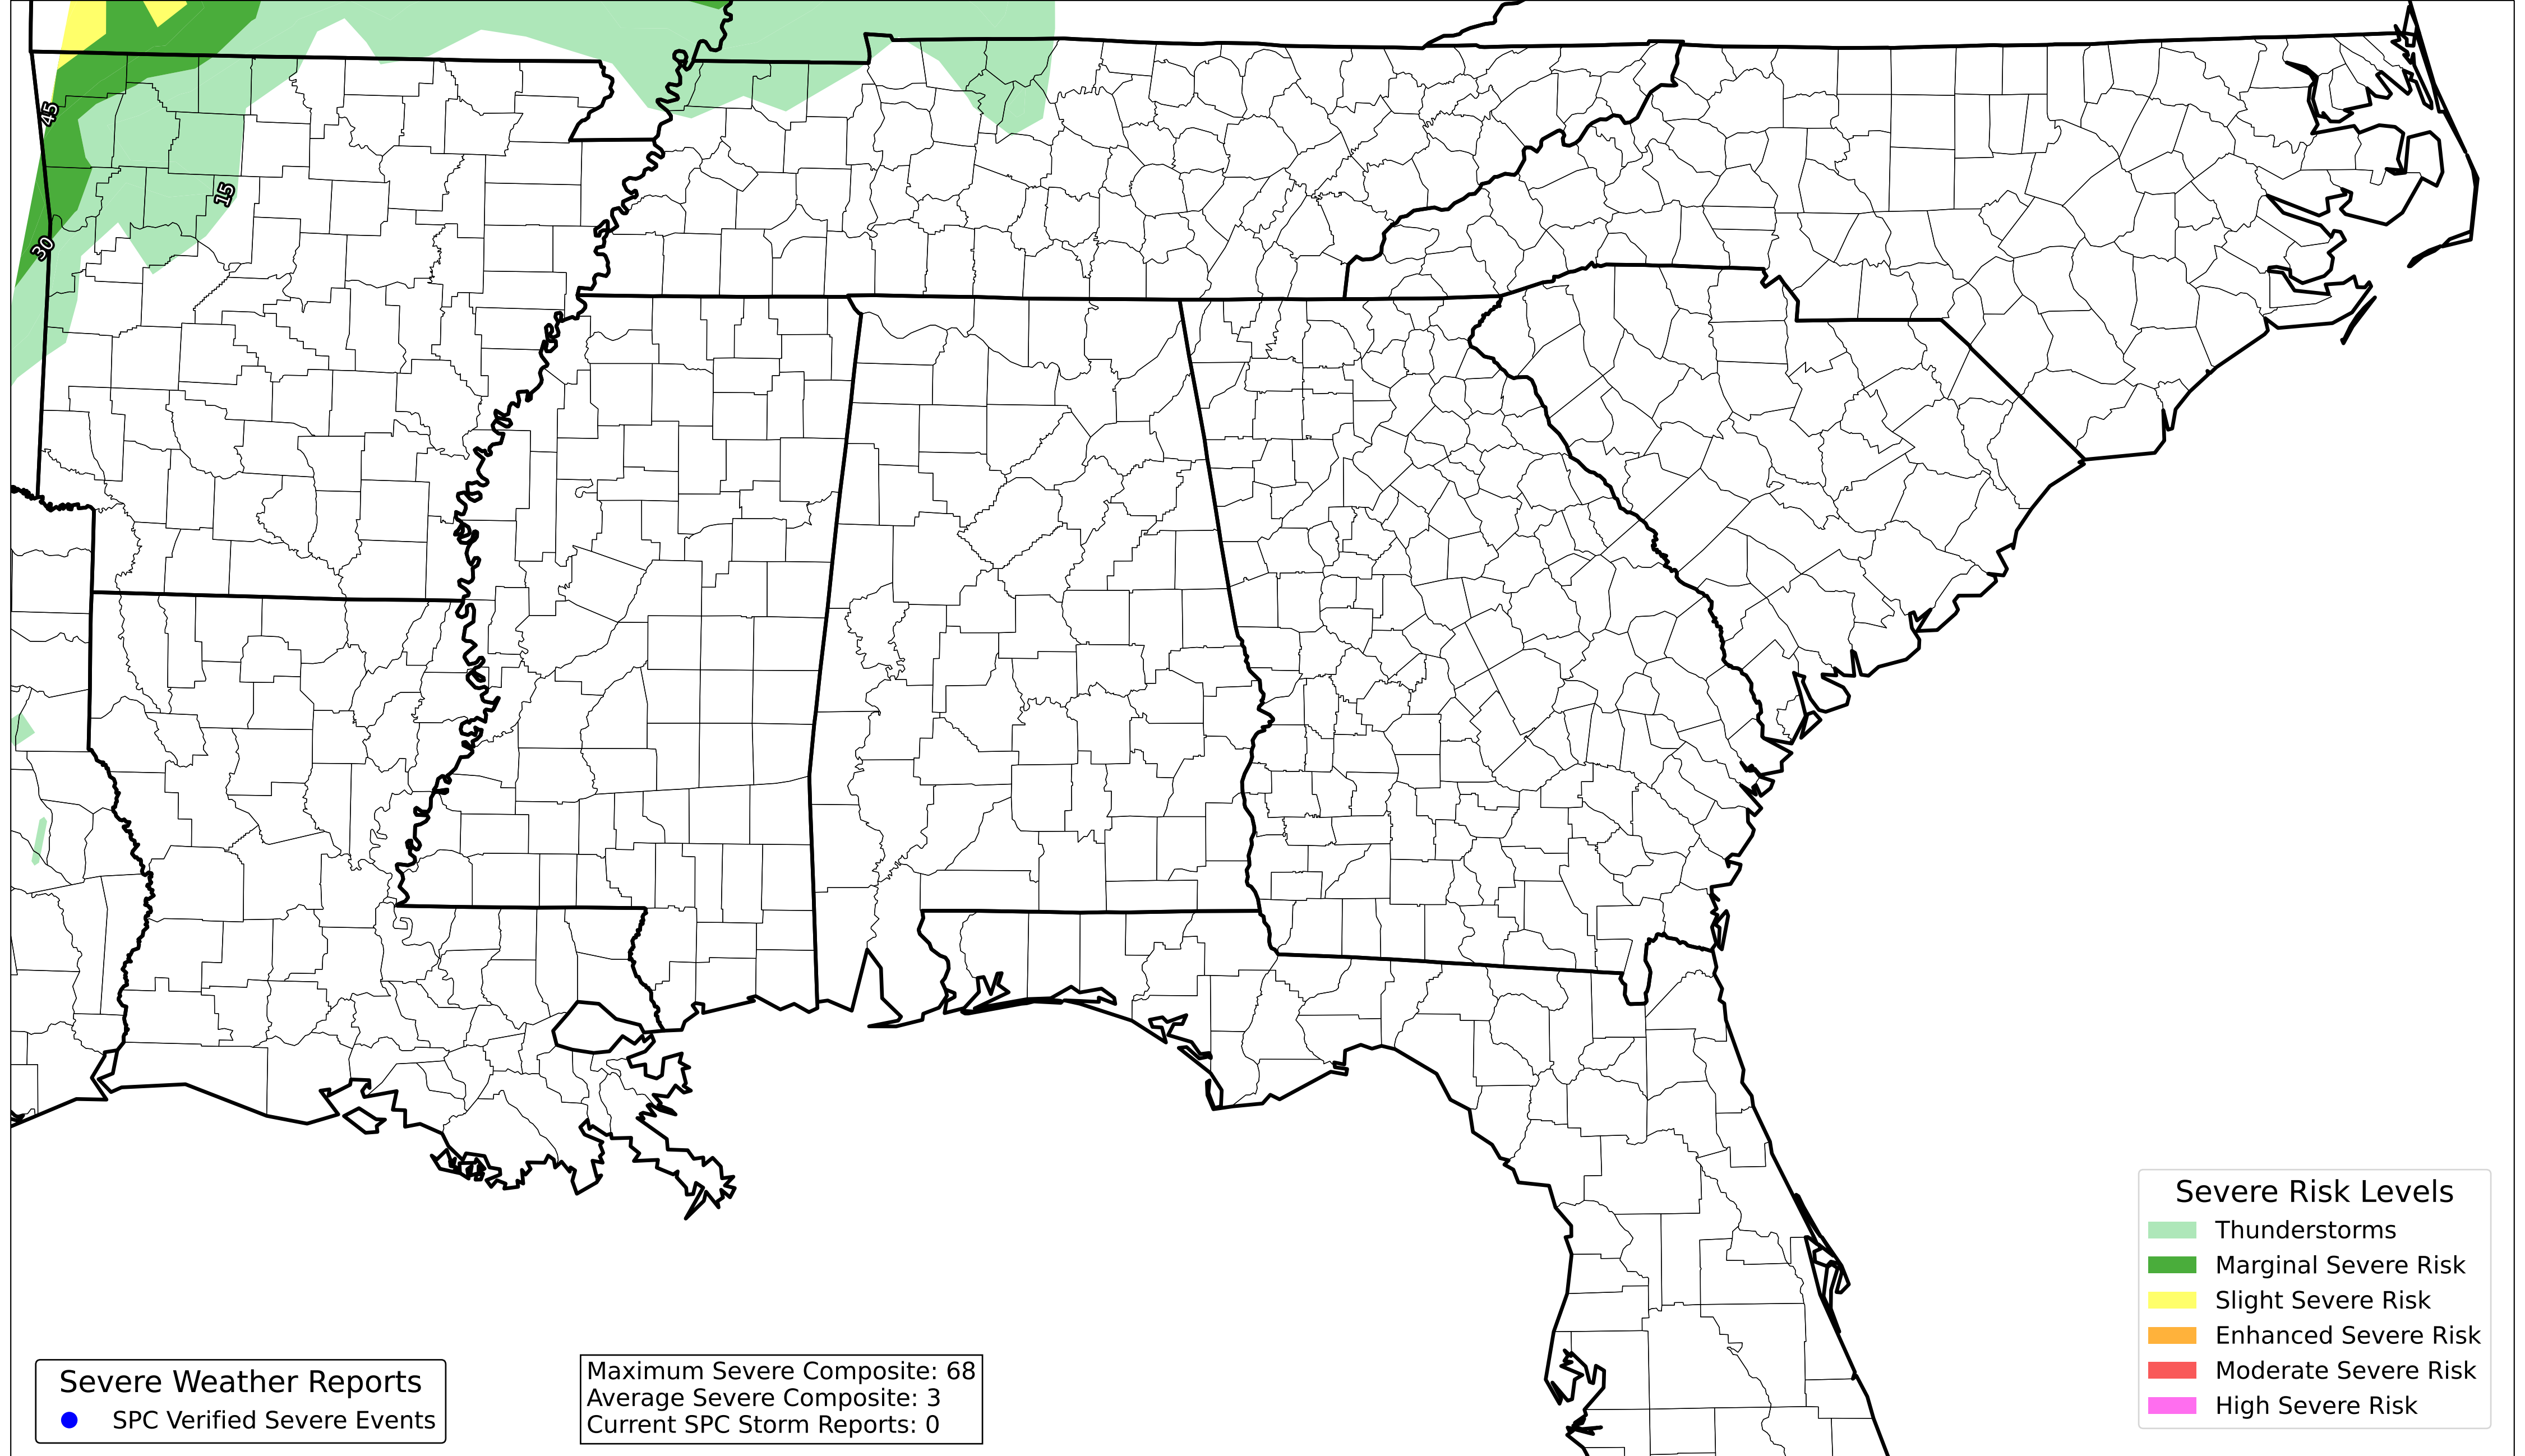 45
15
30
Severe Risk Levels
Thunderstorms
Marginal Severe Risk
Slight Severe Risk
Enhanced Severe Risk
Moderate Severe Risk
High Severe Risk
Severe Weather Reports
SPC Verified Severe Events
Maximum Severe Composite: 68
Average Severe Composite: 3
Current SPC Storm Reports: 0